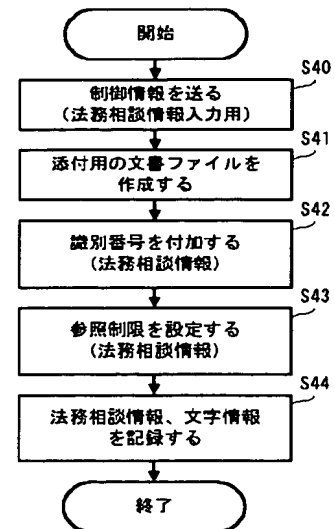 開始
S40
制御情報を送る
(法務相談情報入力用)
S41
添付用の文書ファイルを
作成する
S42
識別番号を付加する
(法務相談情報)
S43
参照制限を設定する
(法務相談情報)
S44
法務相談情報、文字情報
を記録する
終了